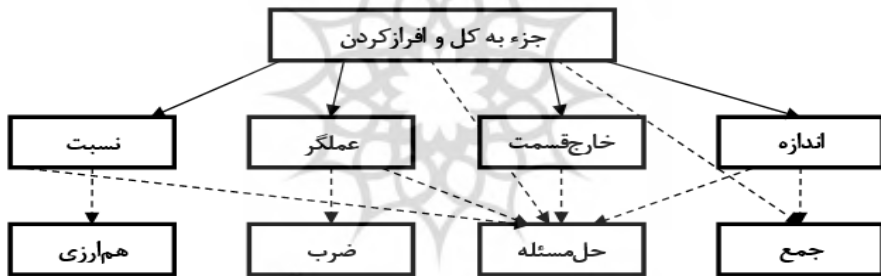 جزء به کل و افرازکردن
اندازه
خارج‌قسمت
عملگر
نسبت
جمع
حل‌مسئله
ضرب
هم‌ارزی